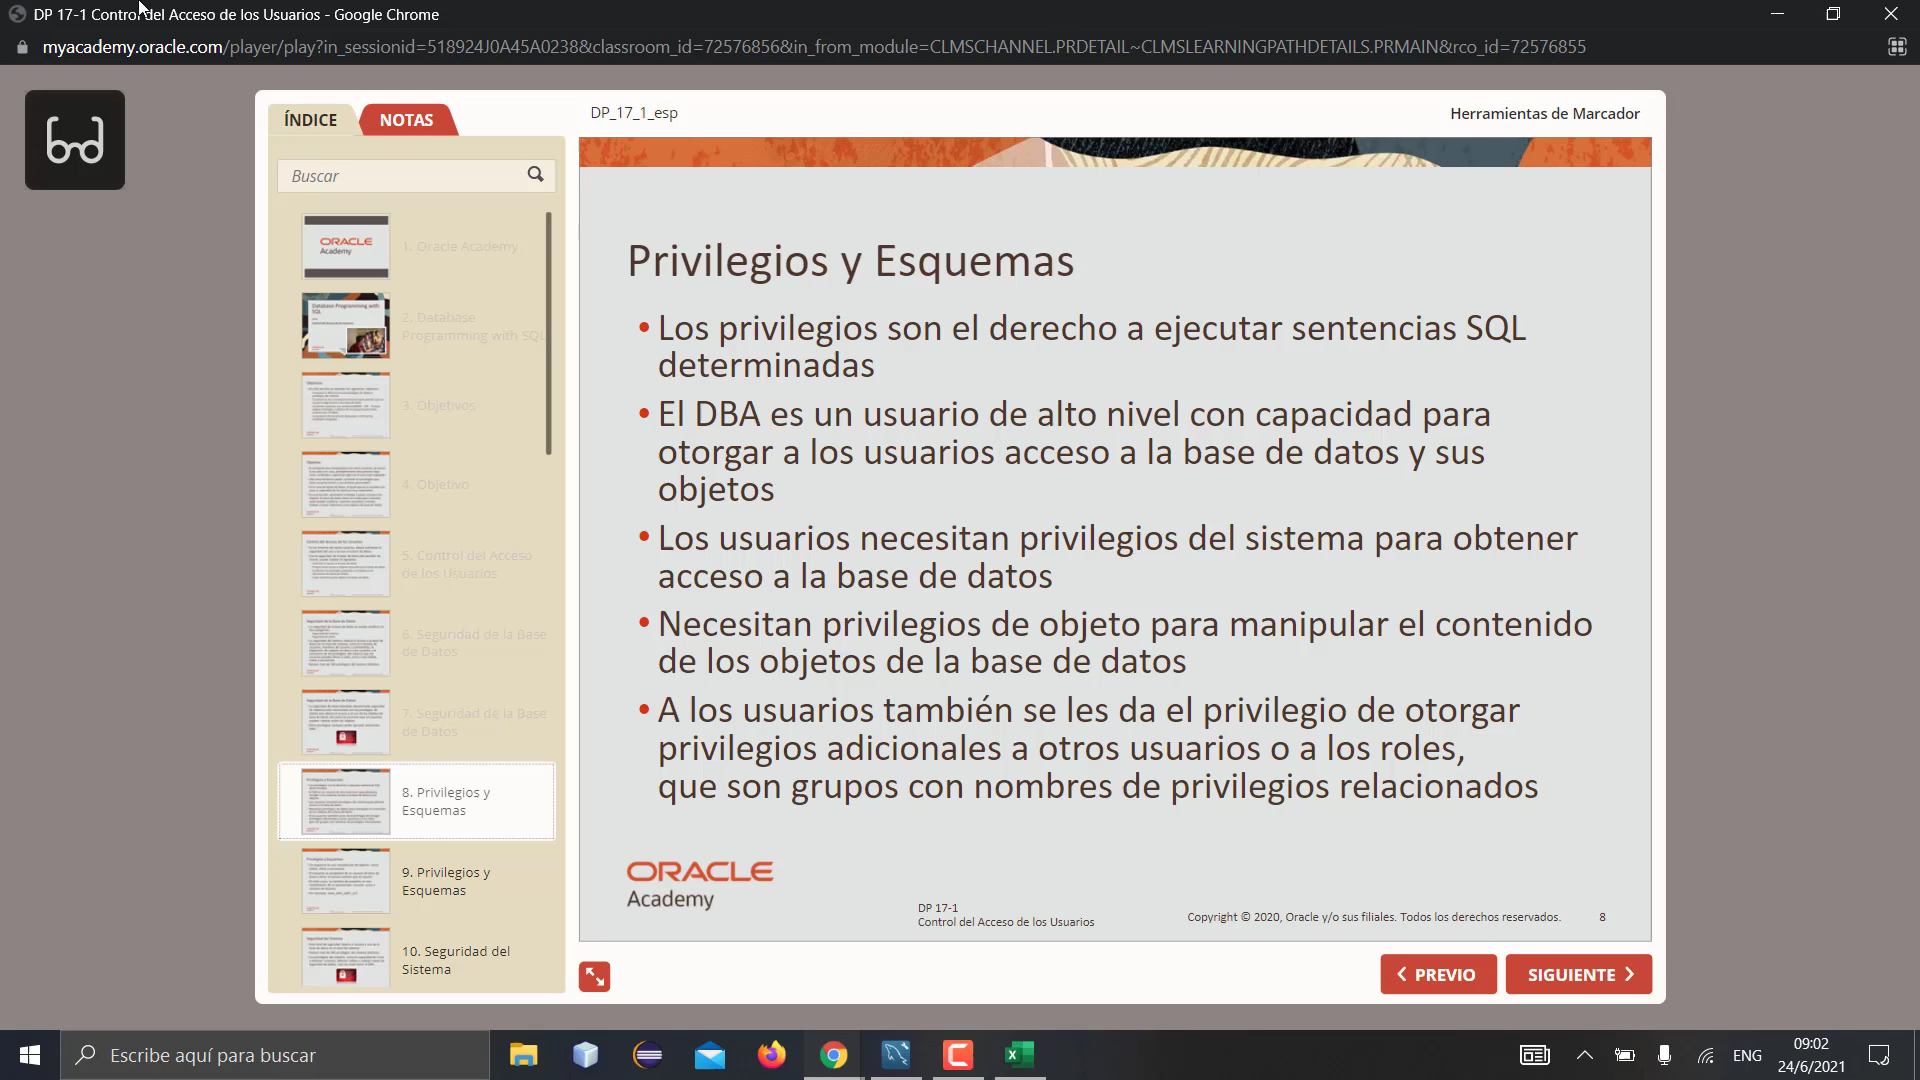 DP 17-1 Control del Acceso de los Usuarios - Google Chrome
myacademy.oracle.com/player/play?in_sessionid=518924J0A45A0238&classroom_id=72576856&in_from_module=CLMSCHANNEL.PRDETAIL~CLMSLEARNINGPATHDETAILS.PRMAIN&rco_id=72576855
ÍNDICE
NOTAS
DP_17_1_esp
Herramientas de Marcador
Buscar
ORACLE
Academy
1. Oracle Academy
Database Programming with
SQL
2. Database
Programming with SQL
3. Objetivos
4. Objetivo
5. Control del Acceso
de los Usuarios
6. Seguridad de la Base
de Datos
7. Seguridad de la Base
de Datos
8. Privilegios y
Esquemas
9. Privilegios y
Esquemas
10. Seguridad del
Sistema
Privilegios y Esquemas
• Los privilegios son el derecho a ejecutar sentencias SQL
determinadas
• El DBA es un usuario de alto nivel con capacidad para
otorgar a los usuarios acceso a la base de datos y sus
objetos
• Los usuarios necesitan privilegios del sistema para obtener
acceso a la base de datos
• Necesitan privilegios de objeto para manipular el contenido
de los objetos de la base de datos
• A los usuarios también se les da el privilegio de otorgar
privilegios adicionales a otros usuarios o a los roles,
que son grupos con nombres de privilegios relacionados
ORACLE
Academy
DP 17-1
Control del Acceso de los Usuarios
Copyright © 2020, Oracle y/o sus filiales. Todos los derechos reservados.
8
PREVIO
SIGUIENTE
Escribe aquí para buscar
ENG
09:02
24/6/2021